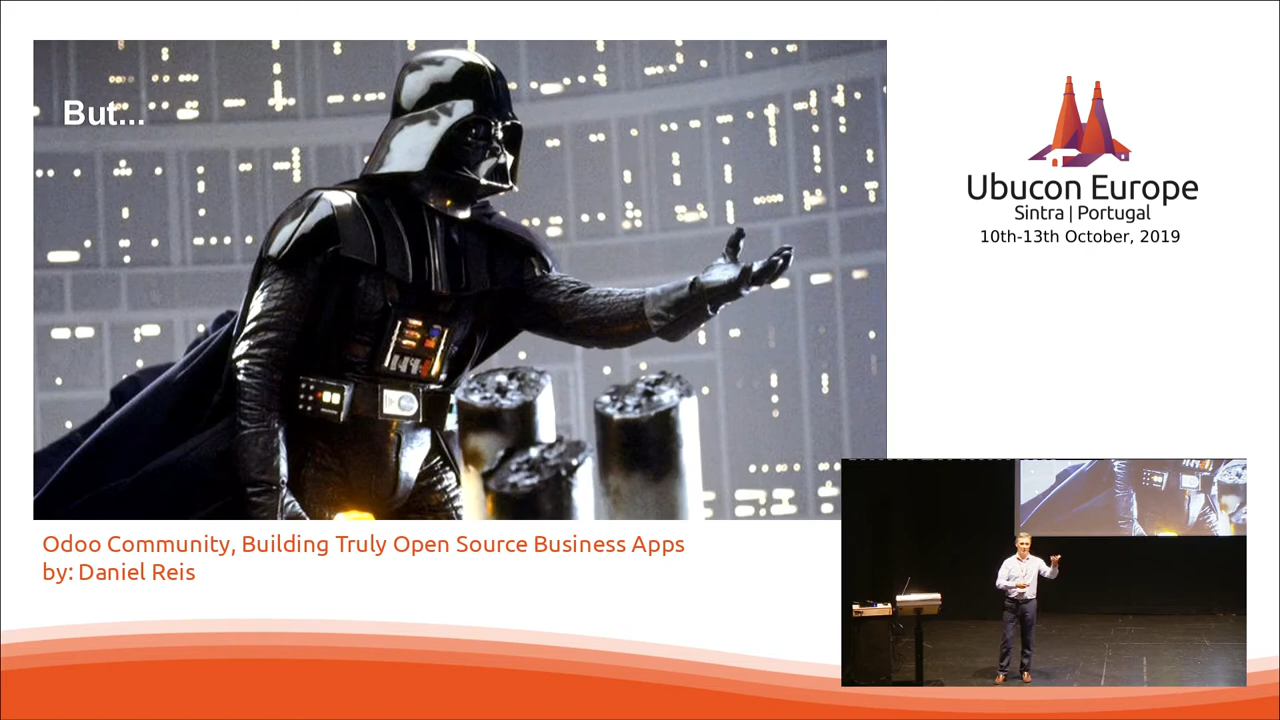 But...
Ubucon Europe
Sintra | Portugal
10th-13th October, 2019
Odoo Community, Building Truly Open Source Business Apps
by: Daniel Reis